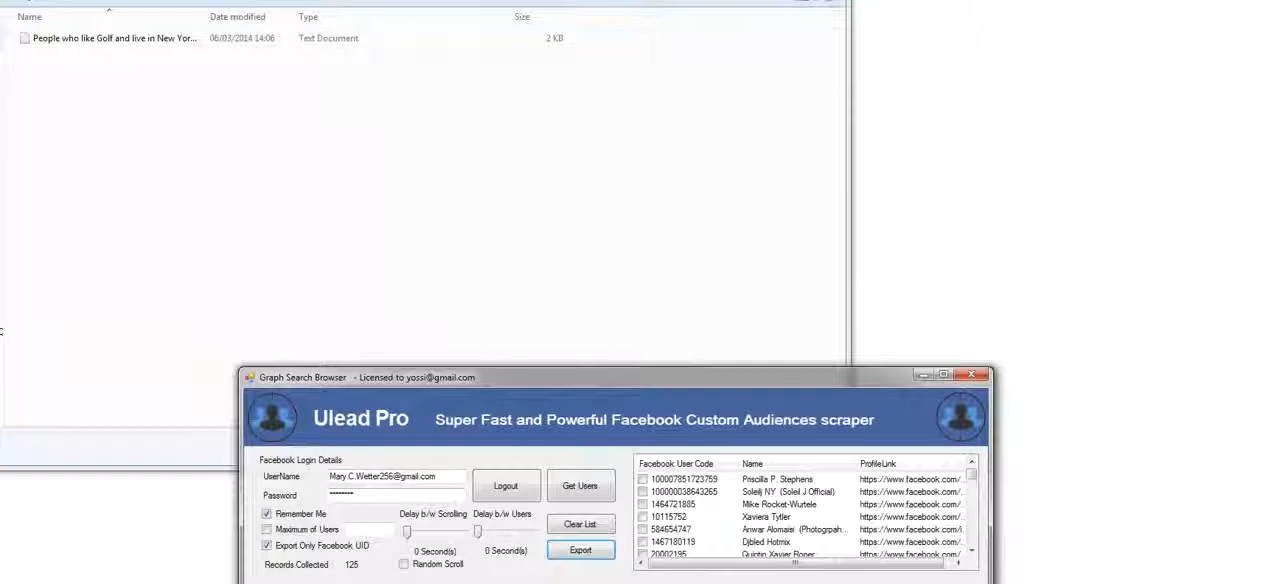 Name Date modified Type Size
People who like Golf and live in New Yor... 06/03/2014 14:06 Text Document 2 KB
Graph Search Browser - Licensed to yossi@gmail.com
Ulead Pro Super Fast and Powerful Facebook Custom Audiences scraper
Facebook Login Details
UserName Mary.C.Wetter256@gmail.com
Password --------
Remember Me
Maximum of Users
Export Only Facebook UID
Records Collected 125
Delay b/w Scrolling Delay b/w Users
0 Second(s) 0 Second(s)
Random Scroll
Logout Get Users
Clear List
Export
Facebook User Code Name ProfileLink
100007851723759 Priscilla P. Stephens https://www.facebook.com/...
100000038643265 Soleilj NY (Soleil J Official) https://www.facebook.com/...
1464721885 Mike Rocket-Wurtele https://www.facebook.com/...
10115752 Xaviera Tytler https://www.facebook.com/...
584654747 Anwar Alomaisi (Photogpah... https://www.facebook.com/i...
1467180119 Djbled Hotmix https://www.facebook.com/...
20002195 Quintin Xavier Roper https://www.facebook.com/...